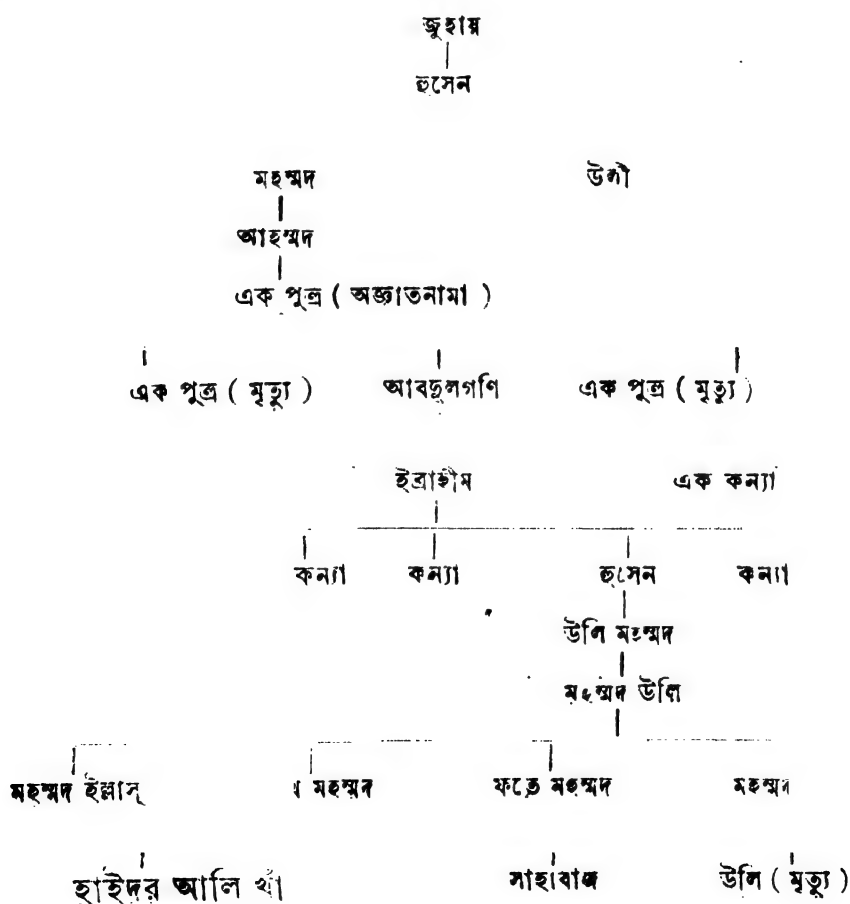 জুহায়
হুসেন
মহম্মদ উলী
আহম্মদ
এক পুত্র ( অজ্ঞাতনামা )
এক পুত্র ( মৃত্যু ) আবদুলগণি এক পুত্র ( মৃত্যু )
ইব্রাহীম এক কন্যা
কন্যা কন্যা হুসেন কন্যা
উলি মহম্মদ
মহম্মদ উলি
মহম্মদ ইল্লাস্ মহম্মদ ফতে মহম্মদ মহম্মদ
হাইদর আলি খাঁ সাহাবাজ উলি ( মৃত্যু )